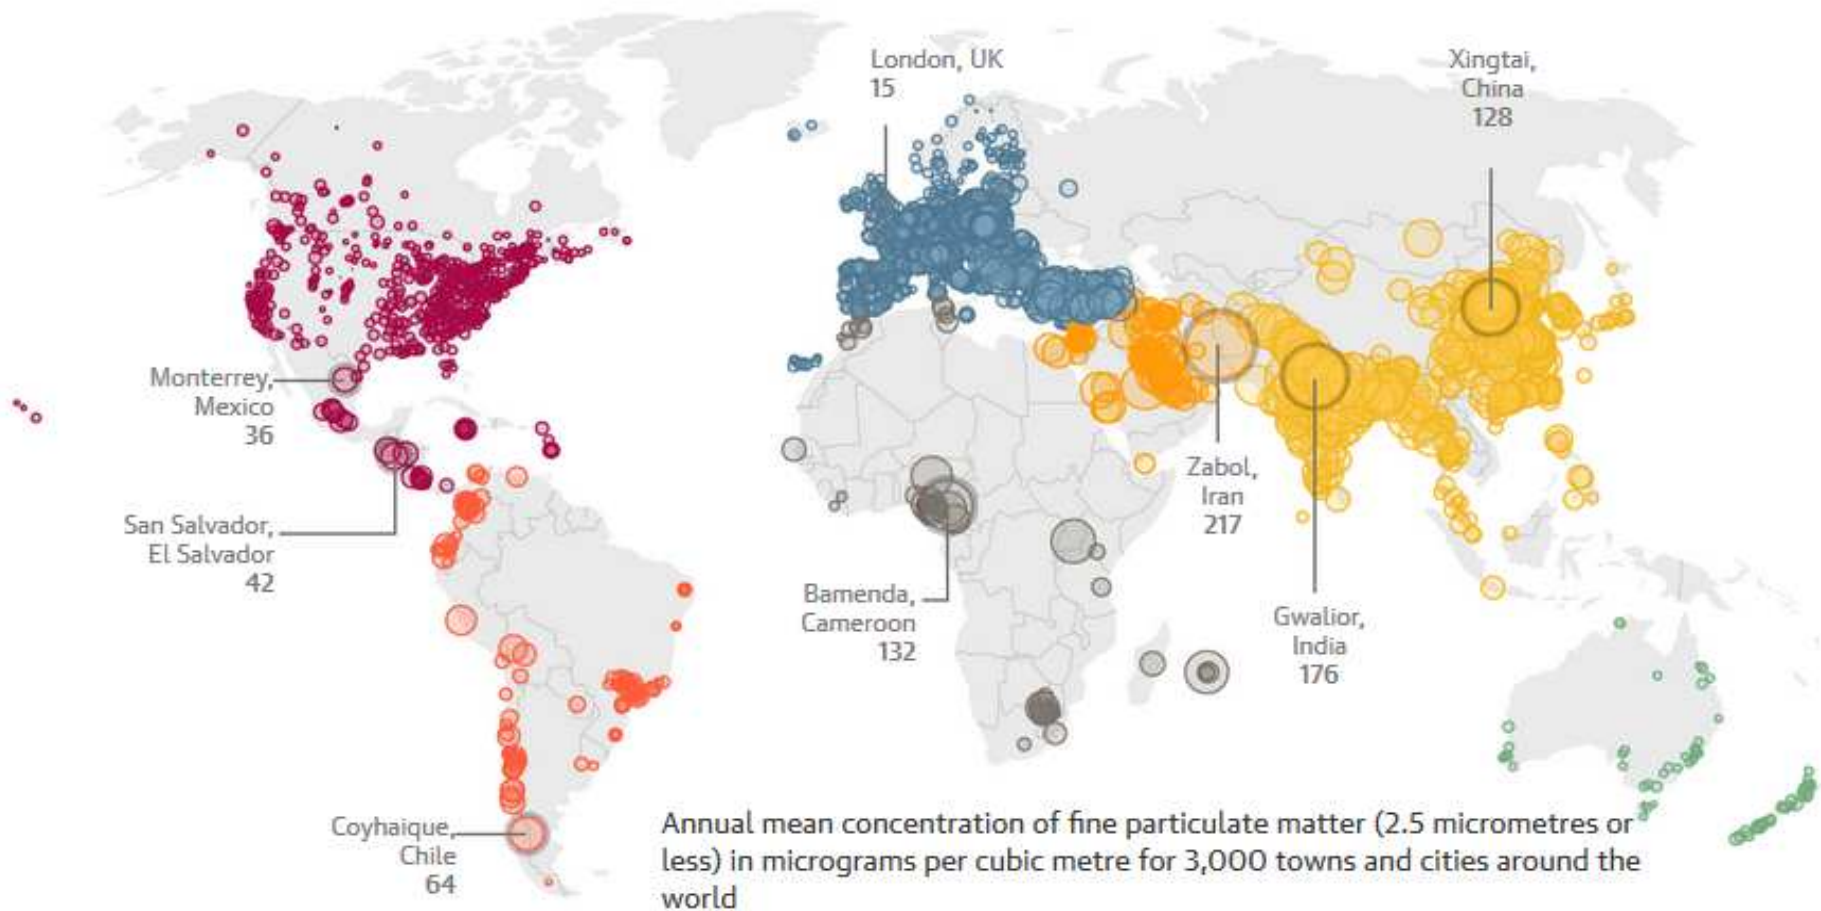 London, UK
15
Xingtai,
China
128
Monterrey,
Mexico
36
San Salvador,
El Salvador
42
Zabol,
Iran
217
Bamenda,
Cameroon
132
Gwalior,
India
176
Coyhaique,
Chile
64
Annual mean concentration of fine particulate matter (2.5 micrometres or
less) in micrograms per cubic metre for 3,000 towns and cities around the
world